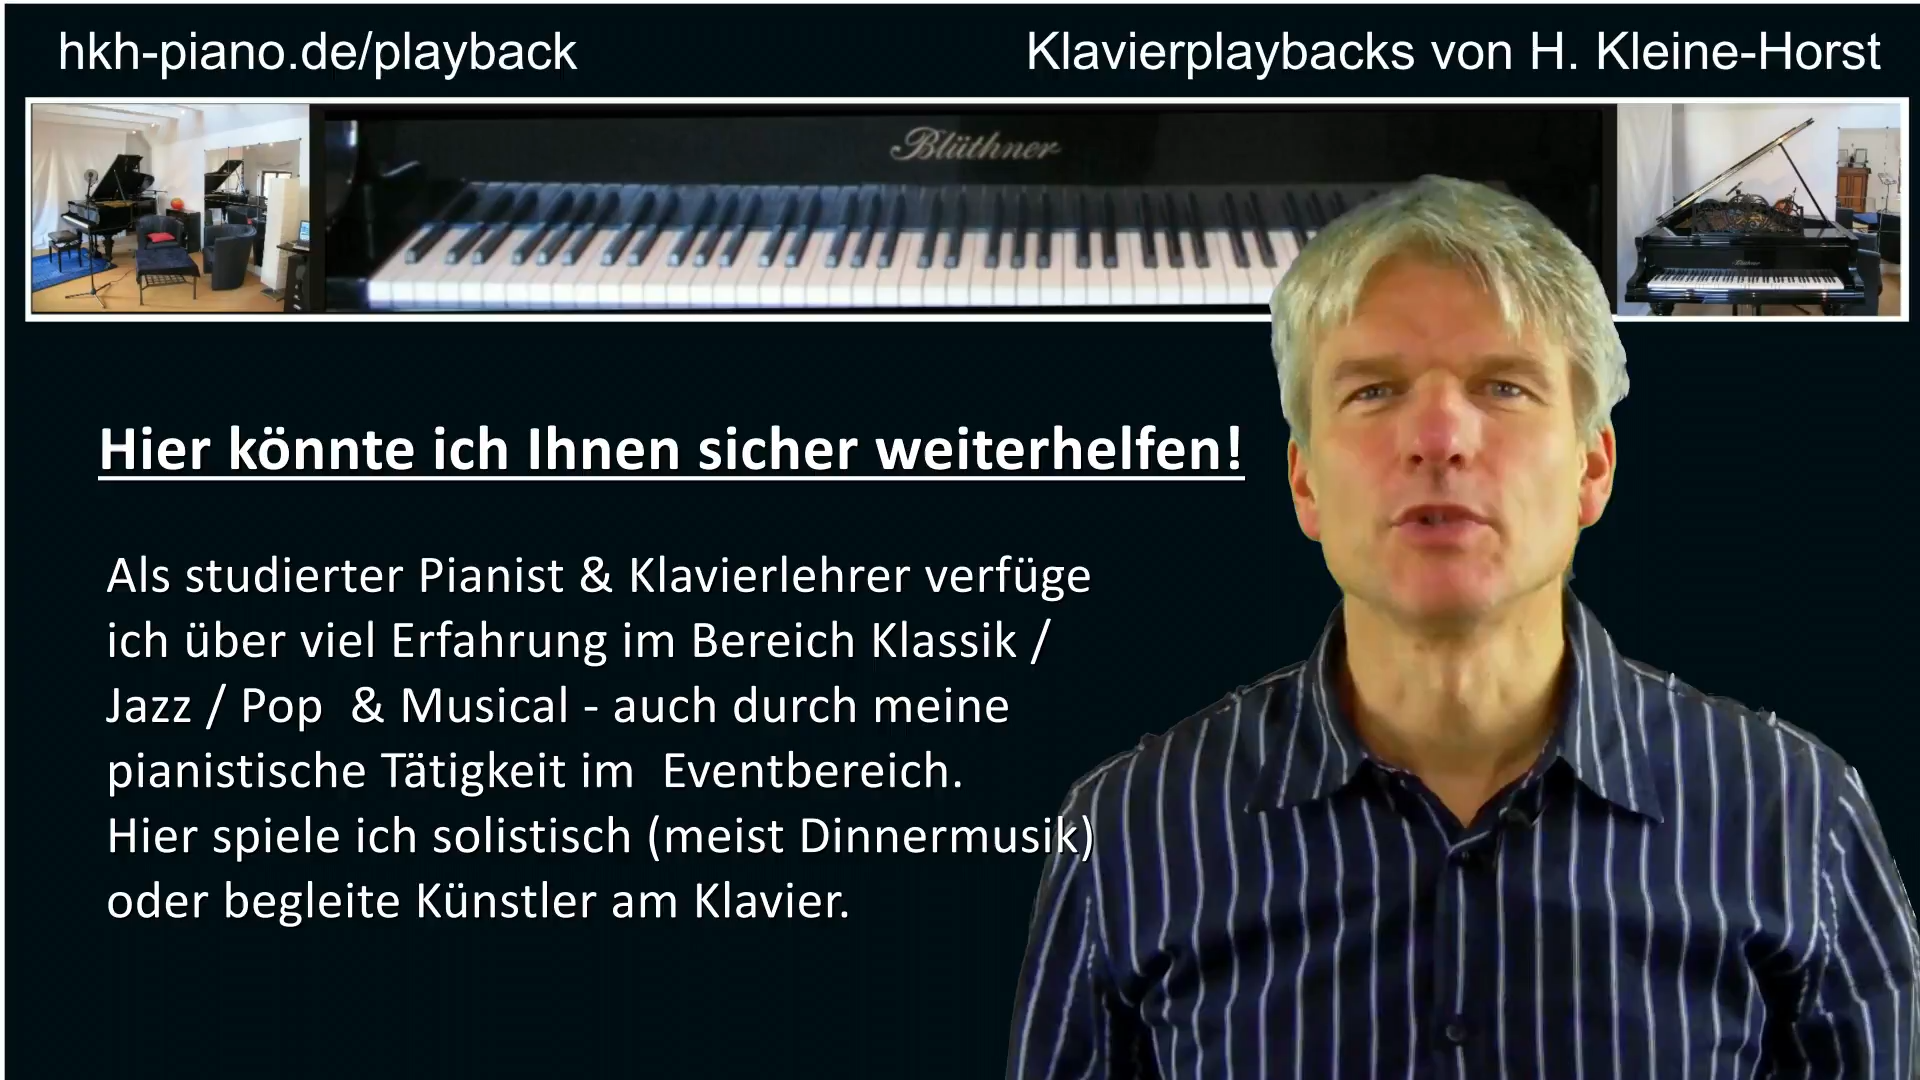 hkh-piano.de/playback
Klavierplaybacks von H. Kleine-Horst
Blüthner
Hier könnte ich Ihnen sicher weiterhelfen!
Als studierter Pianist & Klavierlehrer verfüge
ich über viel Erfahrung im Bereich Klassik /
Jazz / Pop & Musical - auch durch meine
pianistische Tätigkeit im Eventbereich.
Hier spiele ich solistisch (meist Dinnermusik)
oder begleite Künstler am Klavier.